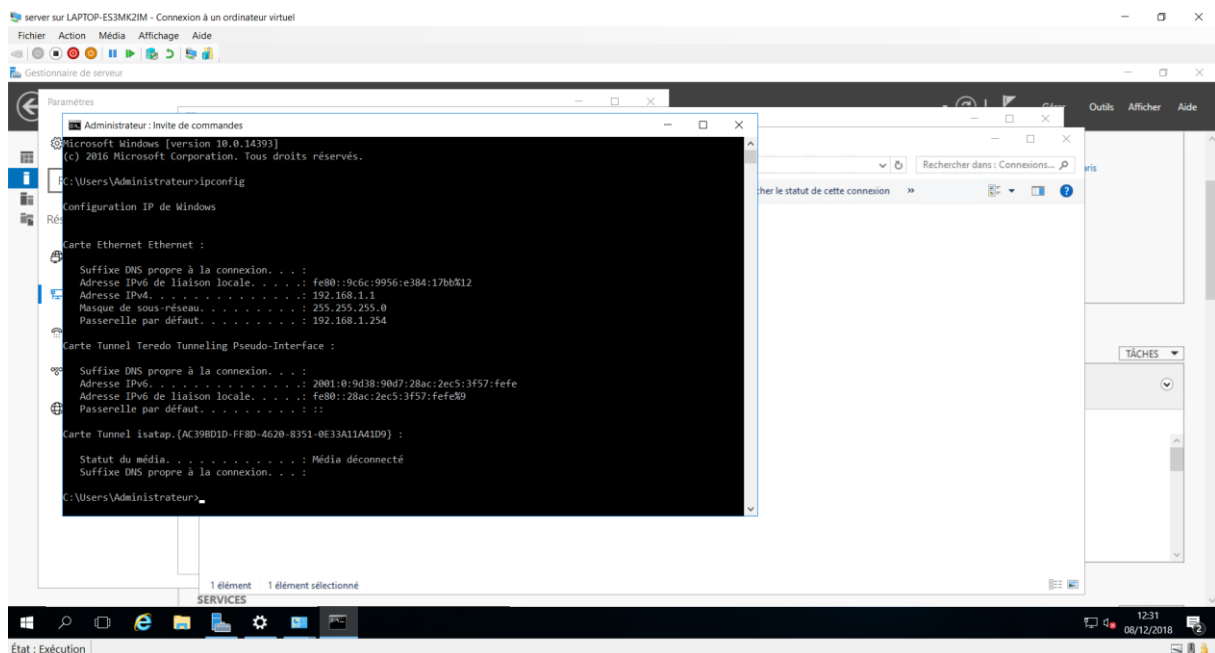 server sur LAPTOP-ES3MK2IM - Connexion à un ordinateur virtuel
Fichier Action Média Affichage Aide
Gestionnaire de serveur
Paramètres
Gérer Outils Afficher Aide
Administrateur : Invite de commandes
Microsoft Windows [version 10.0.14393]
(c) 2016 Microsoft Corporation. Tous droits réservés.
C:\Users\Administrateur>ipconfig
Configuration IP de Windows
Carte Ethernet Ethernet :
Suffixe DNS propre à la connexion. . . :
Adresse IPv6 de liaison locale. . . . .: fe80::9c6c:9956:e384:17bb%12
Adresse IPv4. . . . . . . . . . . . . .: 192.168.1.1
Masque de sous-réseau. . . . . . . . . : 255.255.255.0
Passerelle par défaut. . . . . . . . . : 192.168.1.254
Carte Tunnel Teredo Tunneling Pseudo-Interface :
Suffixe DNS propre à la connexion. . . :
Adresse IPv6. . . . . . . . . . . . . .: 2001:0:9d38:90d7:28ac:2ec5:3f57:fefe
Adresse IPv6 de liaison locale. . . . .: fe80::28ac:2ec5:3f57:fefe%9
Passerelle par défaut. . . . . . . . . : ::
Carte Tunnel isatap.{AC39BD1D-FF8D-4620-8351-0E33A11A41D9} :
Statut du média. . . . . . . . . . . . : Média déconnecté
Suffixe DNS propre à la connexion. . . :
C:\Users\Administrateur>
Rechercher dans : Connexions...
cher le statut de cette connexion »
Rés
TÂCHES
1 élément 1 élément sélectionné
SERVICES
12:31
08/12/2018
2
État : Exécution